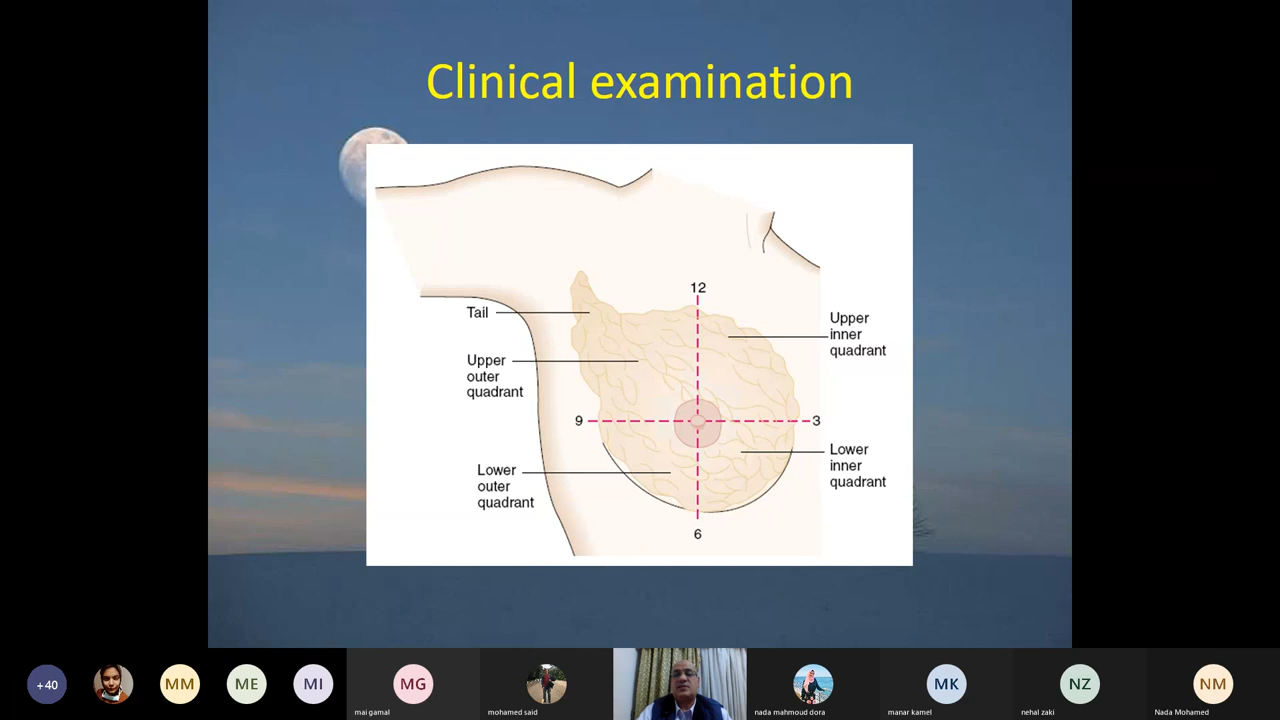 Clinical examination
12
Tail
Upper
inner
quadrant
Upper
outer
quadrant
9
3
Lower
inner
quadrant
Lower
outer
quadrant
6
+40
MM
ME
MI
MG
MK
NZ
NM
mai gamal
mohamed said
nada mahmoud dora
manar kamel
nehal zaki
Nada Mohamed